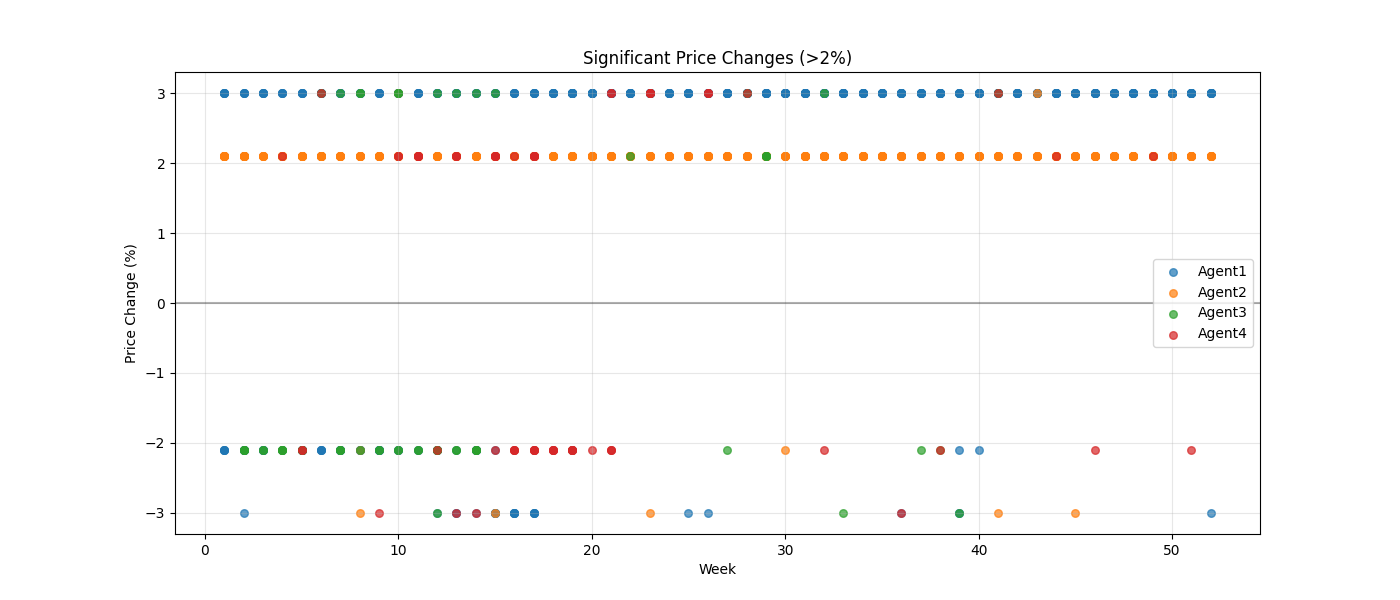 Significant Price Changes (>2%)
3
2
1
0
−1
−2
−3
Price Change (%)
Agent1
Agent2
Agent3
Agent4
0 10 20 30 40 50
Week